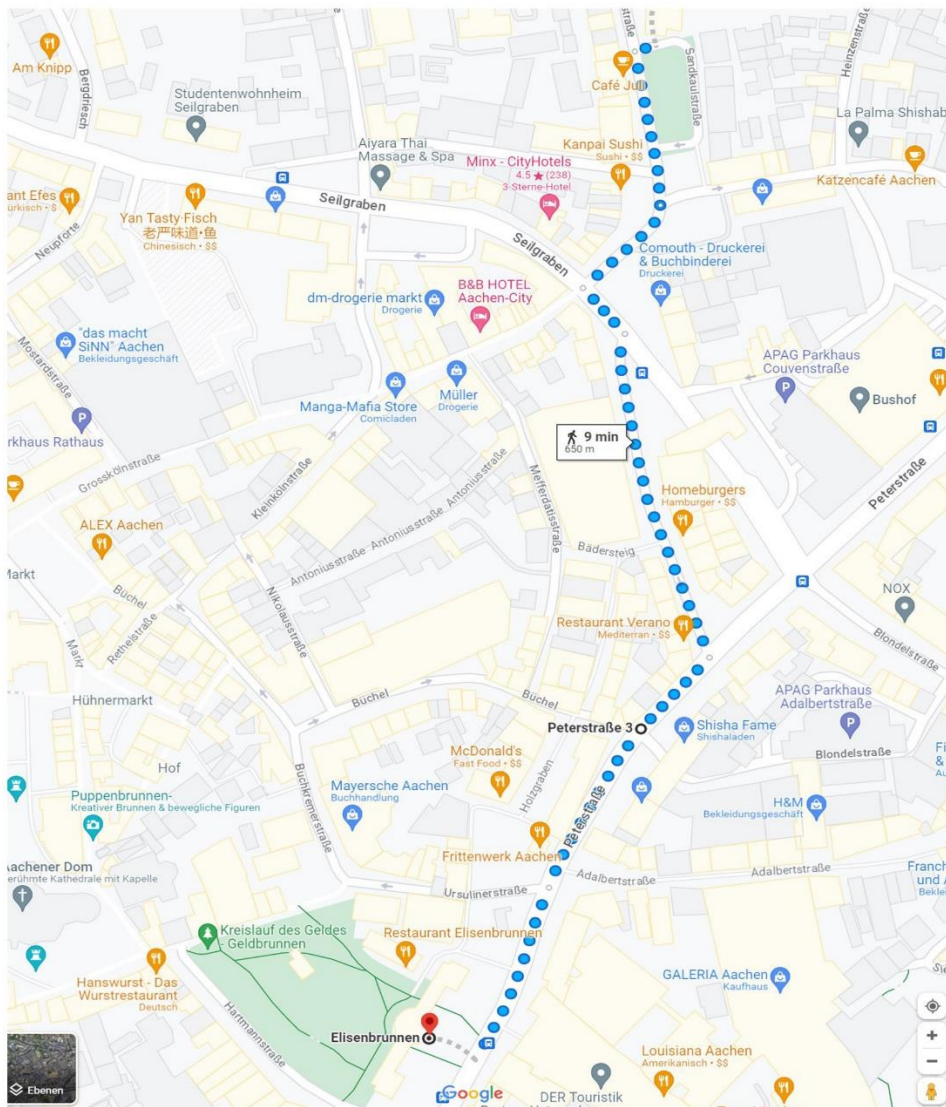 straße
Am Knipp
Bergdriesch
Sandkaulstraße
Heinzenstraße
Café Juli
Studentenwohnheim
Seilgraben
La Palma Shishab
Aiyara Thai
Massage & Spa
Kanpai Sushi
Sushi • $$
Minx - CityHotels
4.5 ★ (238)
3-Sterne-Hotel
Katzencafé Aachen
ant Efes
ürkisch • $
Neupforte
Yan Tasty Fisch
老严味道•鱼
Chinesisch • $$
Seilgraben
Seilgraben
Comouth - Druckerei
& Buchbinderei
Druckerei
B&B HOTEL
Aachen-City
dm-drogerie markt
Drogerie
"das macht
SiNN" Aachen
Bekleidungsgeschäft
Mostardstraße
APAG Parkhaus
Couvenstraße
Bushof
Manga-Mafia Store
Comicladen
Müller
Drogerie
P
P
rkhaus Rathaus
9 min
650 m
Grosskölnstraße
Kleinkölnstraße
Mefferdatisstraße
Peterstraße
Homeburgers
Hamburger • $$
ALEX Aachen
Antoniusstraße Antoniusstraße Antoniusstraße
Bädersteig
Markt
Büchel
Nikolausstraße
NOX
Rethelstraße
Restaurant Verano
Mediterran • $$
Blondelstraße
Markt
Hühnermarkt
Büchel
Büchel
APAG Parkhaus
Adalbertstraße
P
Peterstraße 3
Shisha Fame
Shishaladen
Blondelstraße
Hof
McDonald's
Fast Food • $$
Holzgraben
Buchkremerstraße
Puppenbrunnen-
Kreativer Brunnen & bewegliche Figuren
Mayersche Aachen
Buchhandlung
Peterstraße
H&M
Bekleidungsgeschäft
Frittenwerk Aachen
Aachener Dom
erühmte Kathedrale mit Kapelle
Ursulinerstraße
Adalbertstraße
Adalbertstraße
Franch
und A
Bekle
Kreislauf des Geldes
- Geldbrunnen
Restaurant Elisenbrunnen
Hanswurst - Das
Wurstrestaurant
Deutsch
GALERIA Aachen
Kaufhaus
Hartmannstraße
Elisenbrunnen
Louisiana Aachen
Amerikanisch • $$
Ebenen
Google
DER Touristik
+
−